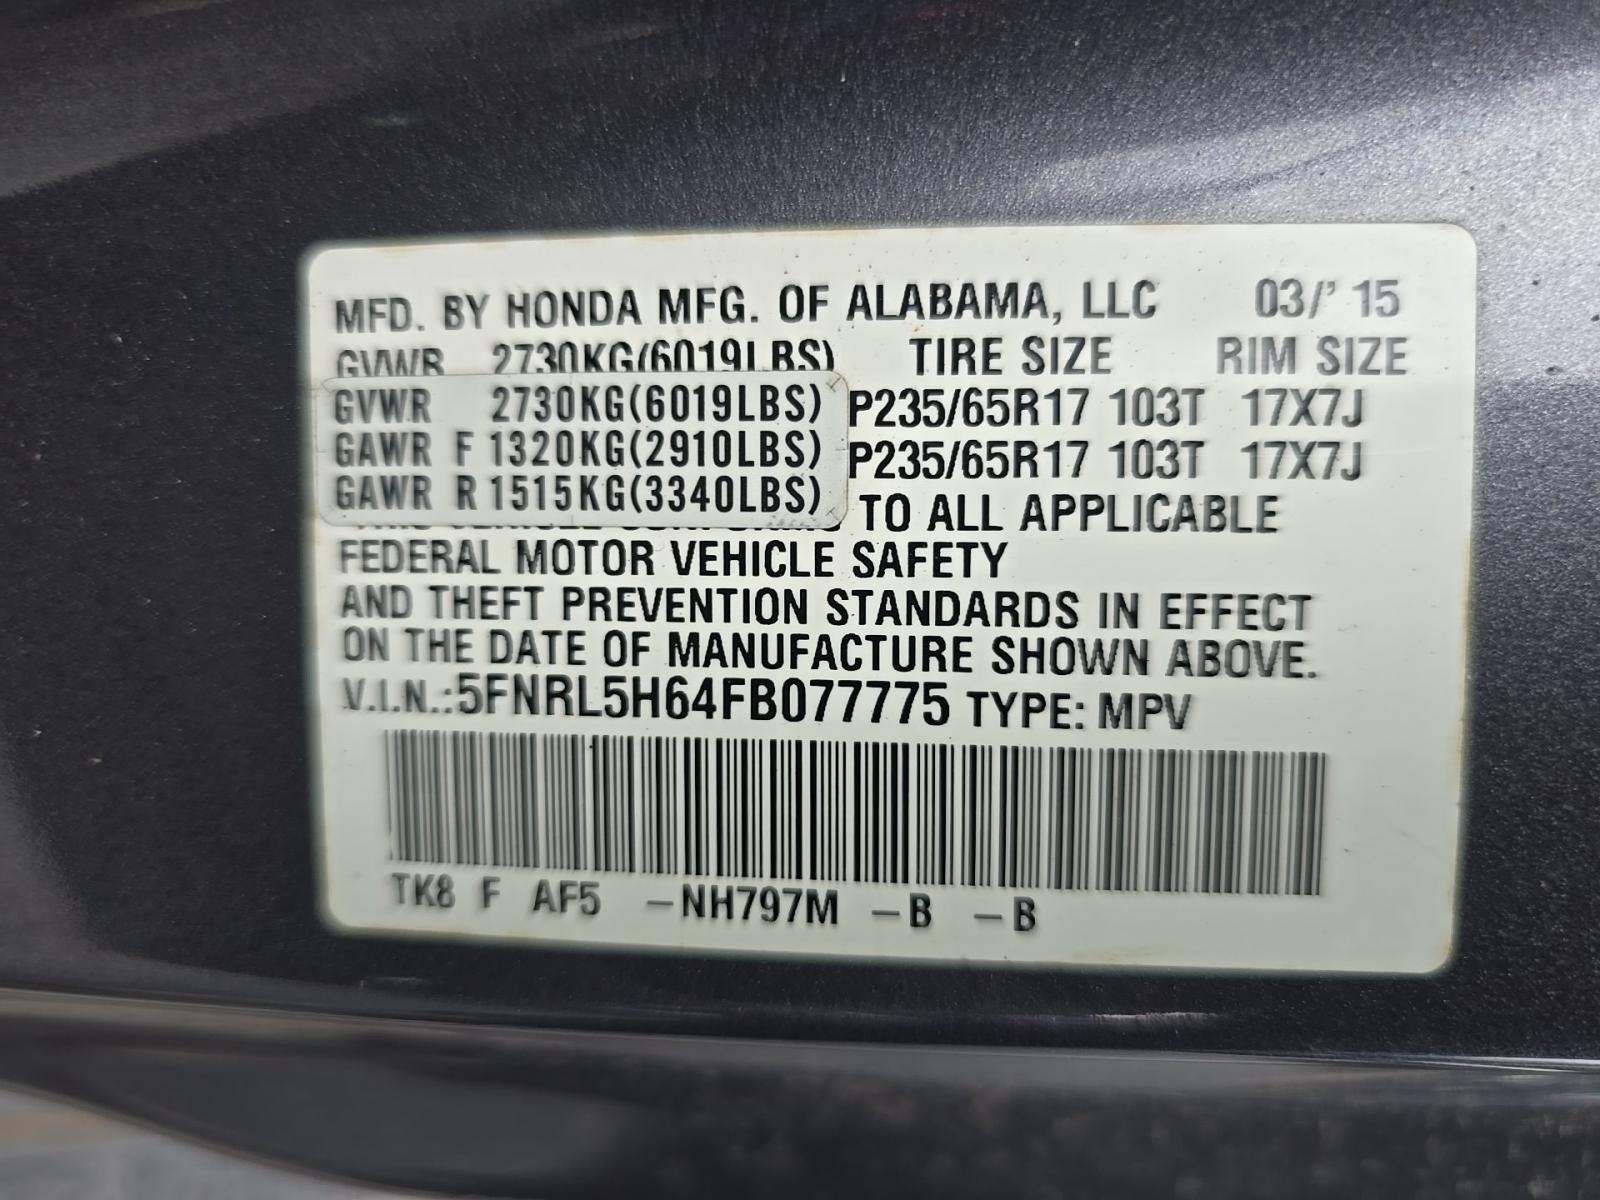 MFD. BY HONDA MFG. OF ALABAMA, LLC 03/' 15
GVWR 2730KG(6019LBS) TIRE SIZE RIM SIZE
GVWR 2730KG(6019LBS) P235/65R17 103T 17X7J
GAWR F 1320KG(2910LBS) P235/65R17 103T 17X7J
GAWR R 1515KG(3340LBS)
TO ALL APPLICABLE
FEDERAL MOTOR VEHICLE SAFETY
AND THEFT PREVENTION STANDARDS IN EFFECT
ON THE DATE OF MANUFACTURE SHOWN ABOVE.
V.I.N.:5FNRL5H64FB077775 TYPE: MPV
TK8 F AF5 –NH797M –B –B